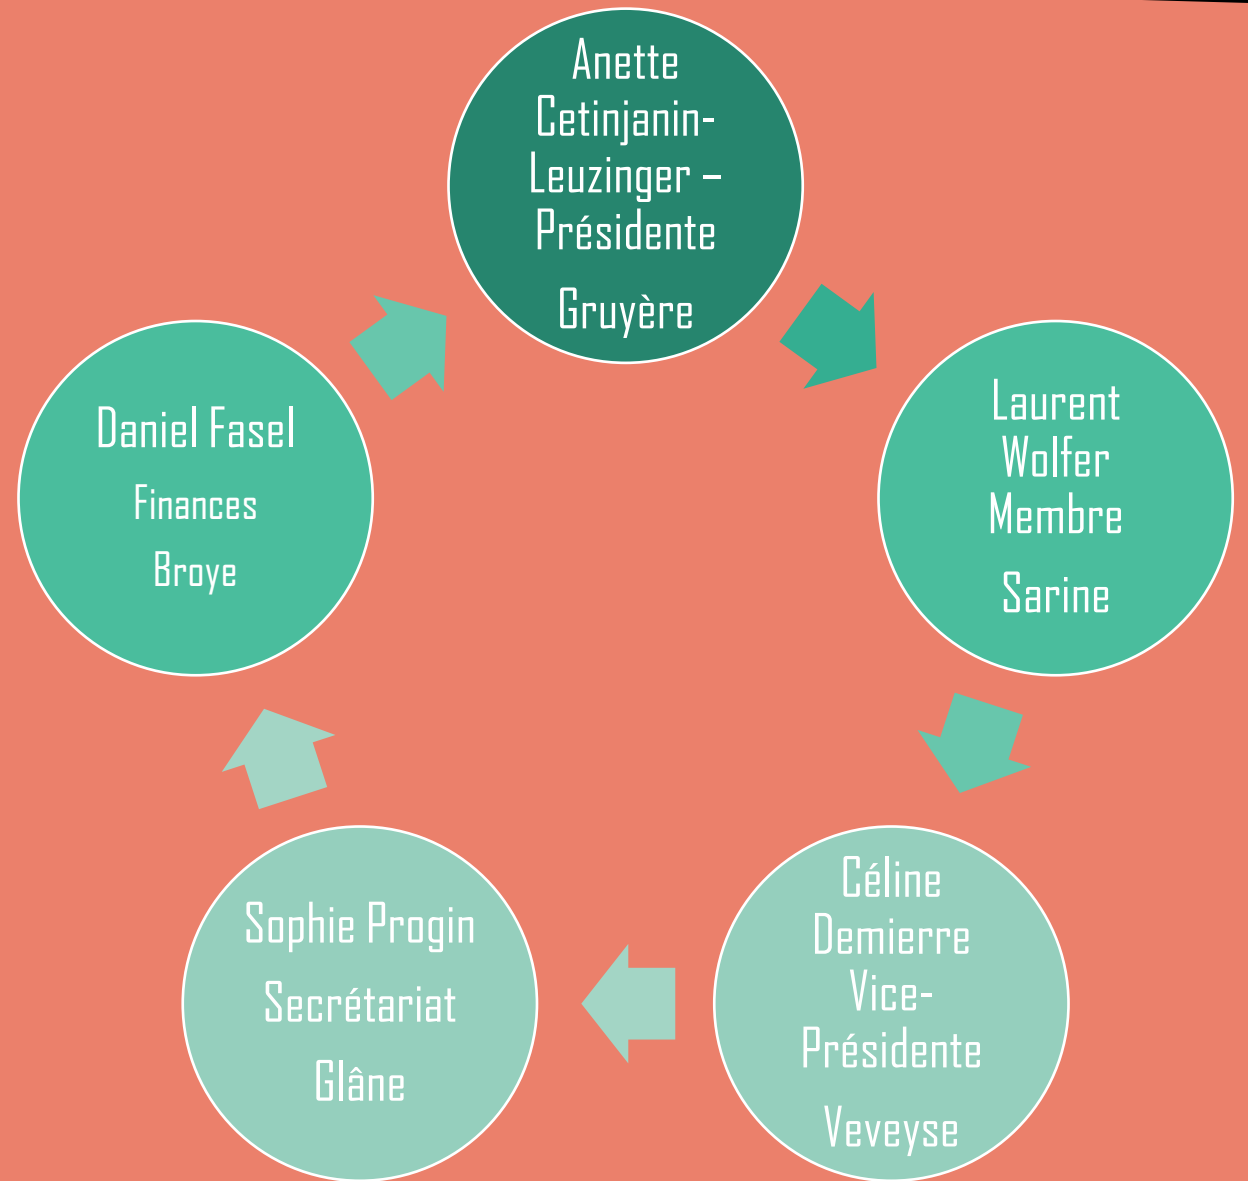 Anette
Cetinjanin-
Leuzinger –
Présidente
Gruyère
Laurent
Wolfer
Membre
Sarine
Céline
Demierre
Vice-
Présidente
Veveyse
Sophie Progin
Secrétariat
Glâne
Daniel Fasel
Finances
Broye